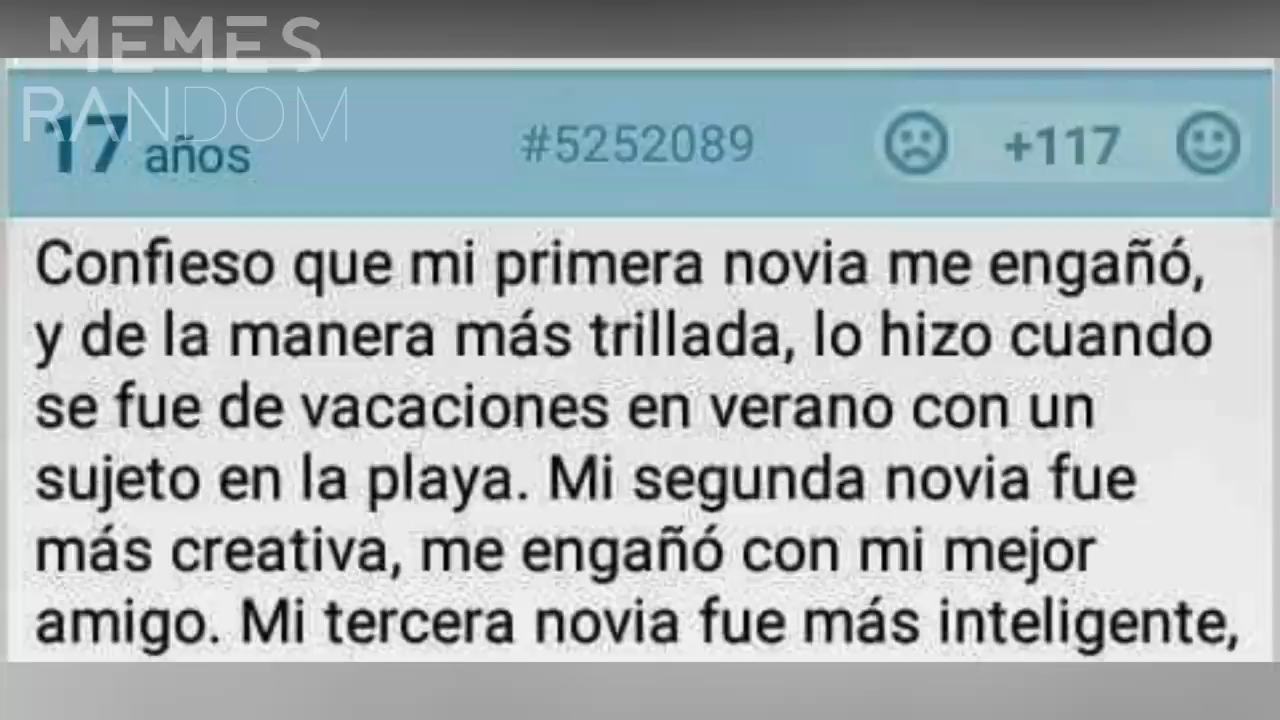 MEMES
RANDOM
17 años
#5252089
+117
Confieso que mi primera novia me engañó,
y de la manera más trillada, lo hizo cuando
se fue de vacaciones en verano con un
sujeto en la playa. Mi segunda novia fue
más creativa, me engañó con mi mejor
amigo. Mi tercera novia fue más inteligente,